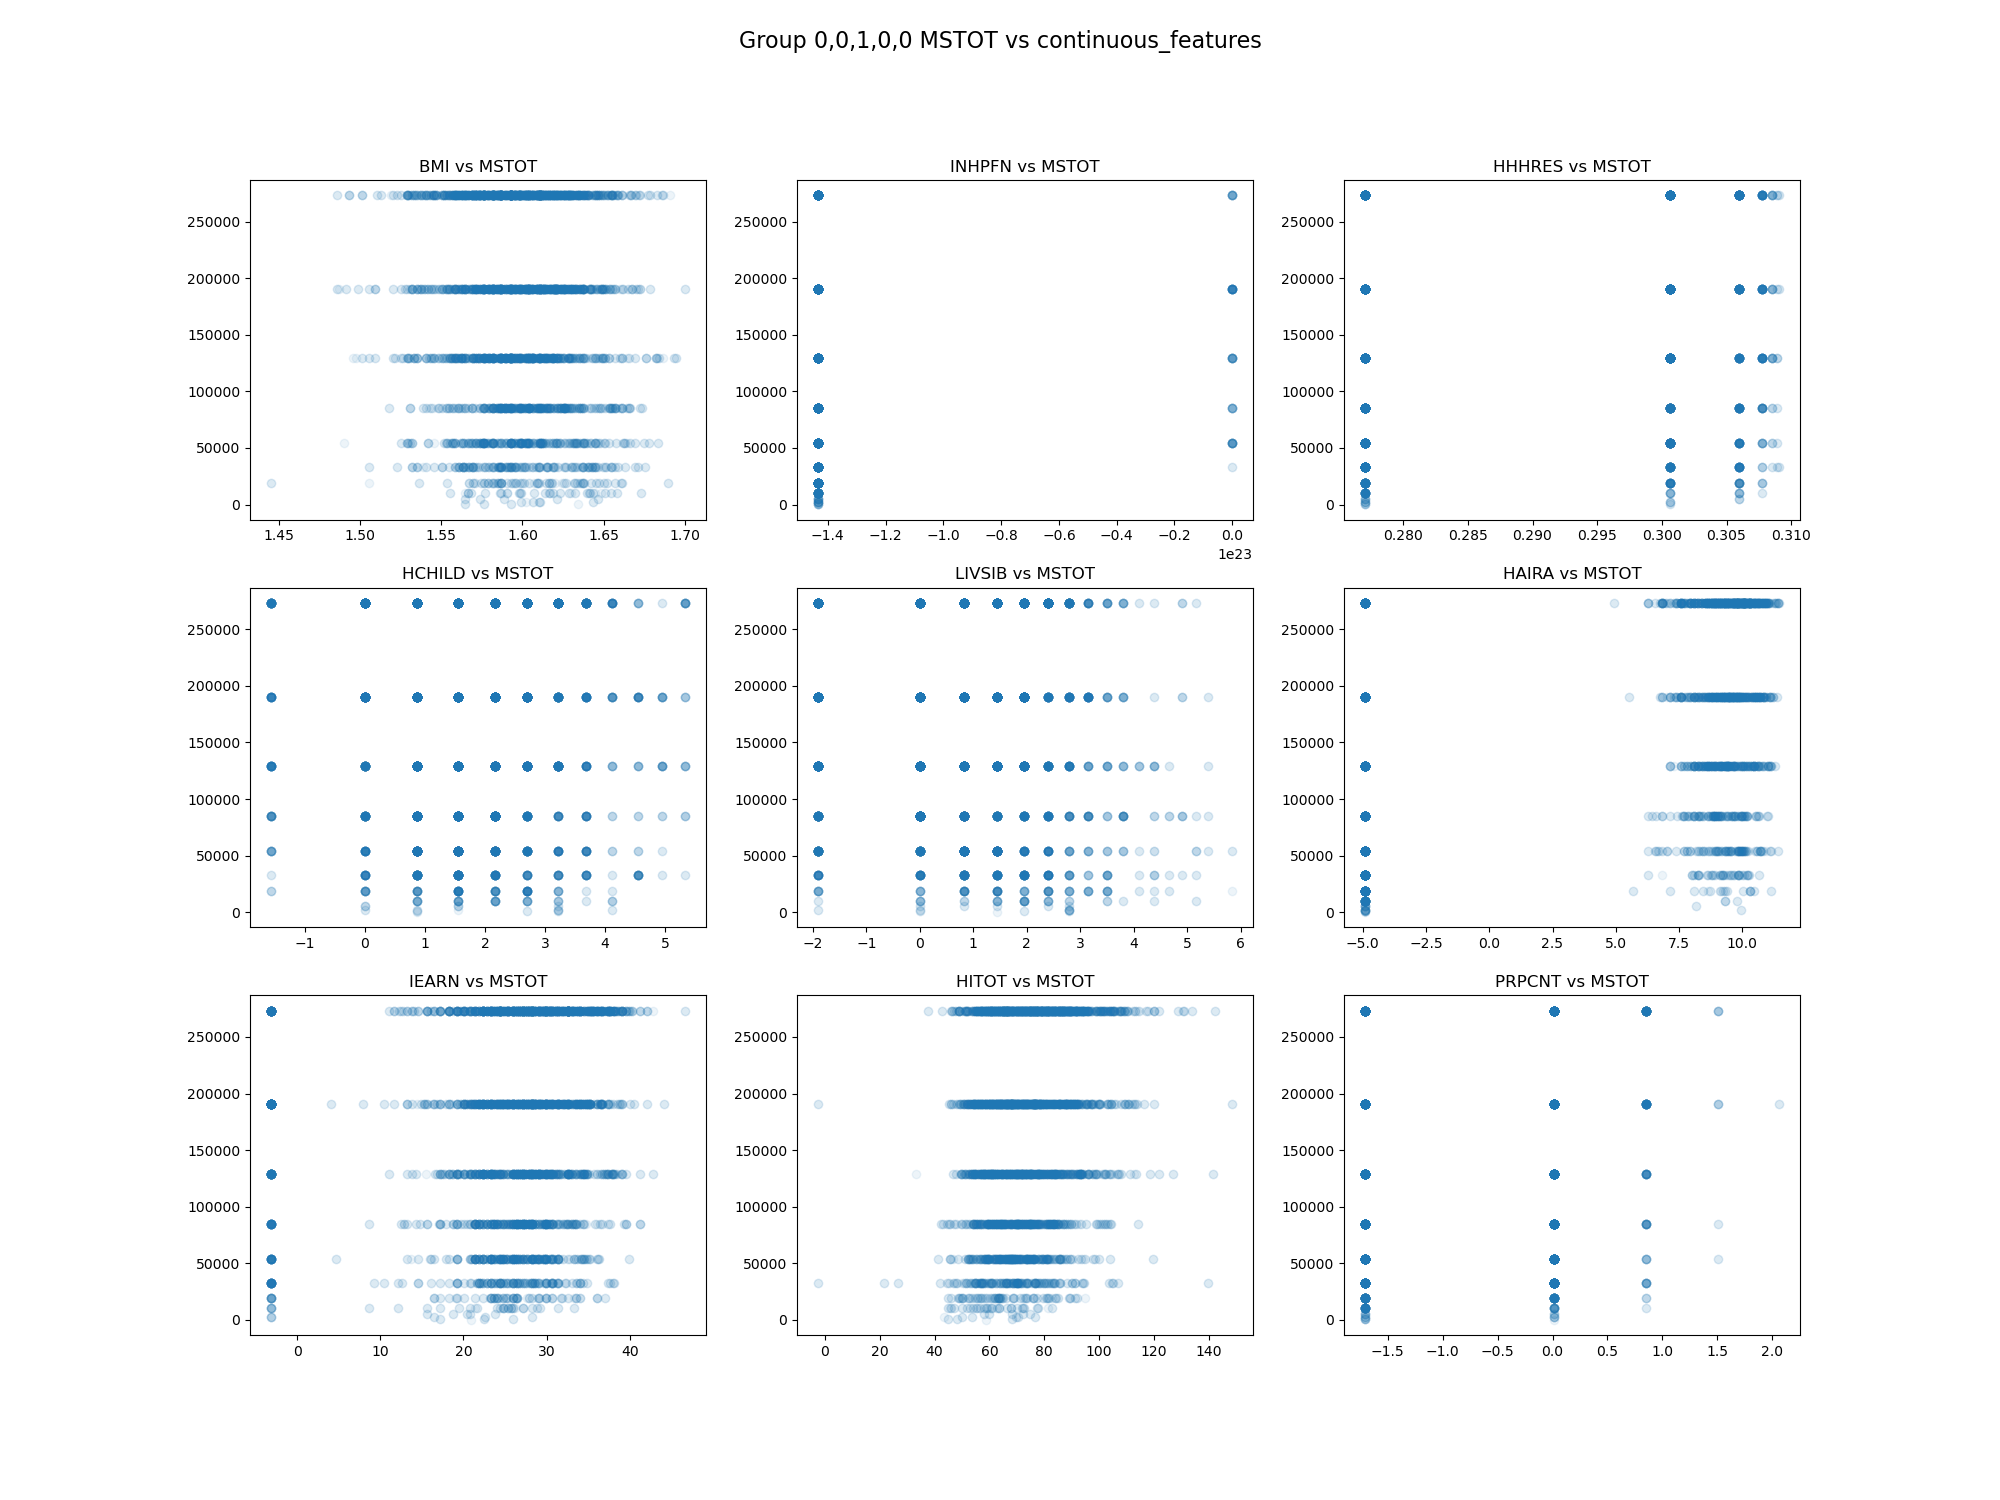 Group 0,0,1,0,0 MSTOT vs continuous_features
BMI vs MSTOT
250000
200000
150000
100000
50000
0
1.45 1.50 1.55 1.60 1.65 1.70
INHPFN vs MSTOT
250000
200000
150000
100000
50000
0
−1.4 −1.2 −1.0 −0.8 −0.6 −0.4 −0.2 0.0
1e23
HHHRES vs MSTOT
250000
200000
150000
100000
50000
0
0.280 0.285 0.290 0.295 0.300 0.305 0.310
HCHILD vs MSTOT
250000
200000
150000
100000
50000
0
−1 0 1 2 3 4 5
LIVSIB vs MSTOT
250000
200000
150000
100000
50000
0
−2 −1 0 1 2 3 4 5 6
HAIRA vs MSTOT
250000
200000
150000
100000
50000
0
−5.0 −2.5 0.0 2.5 5.0 7.5 10.0
IEARN vs MSTOT
250000
200000
150000
100000
50000
0
0 10 20 30 40
HITOT vs MSTOT
250000
200000
150000
100000
50000
0
0 20 40 60 80 100 120 140
PRPCNT vs MSTOT
250000
200000
150000
100000
50000
0
−1.5 −1.0 −0.5 0.0 0.5 1.0 1.5 2.0